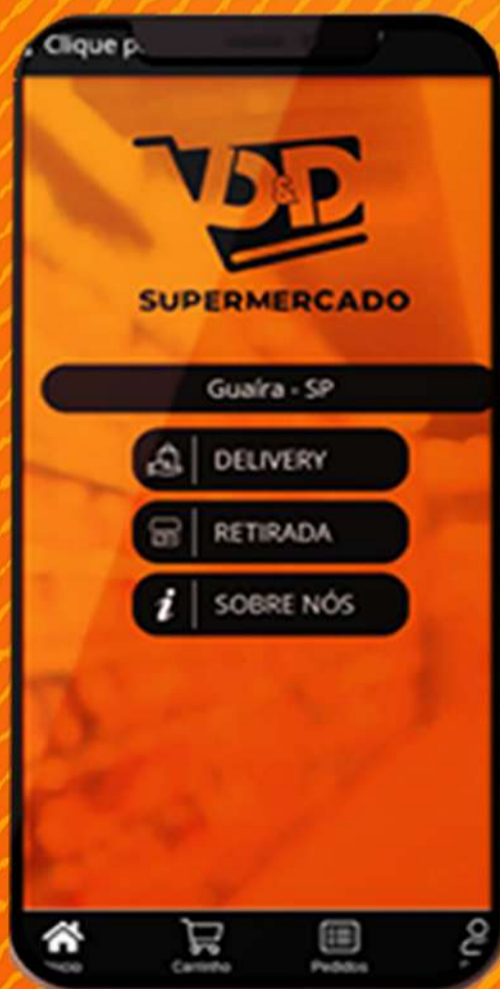 Clique p
D&D
SUPERMERCADO
Guaíra - SP
DELIVERY
RETIRADA
i SOBRE NÓS
Carrinho
Pedidos